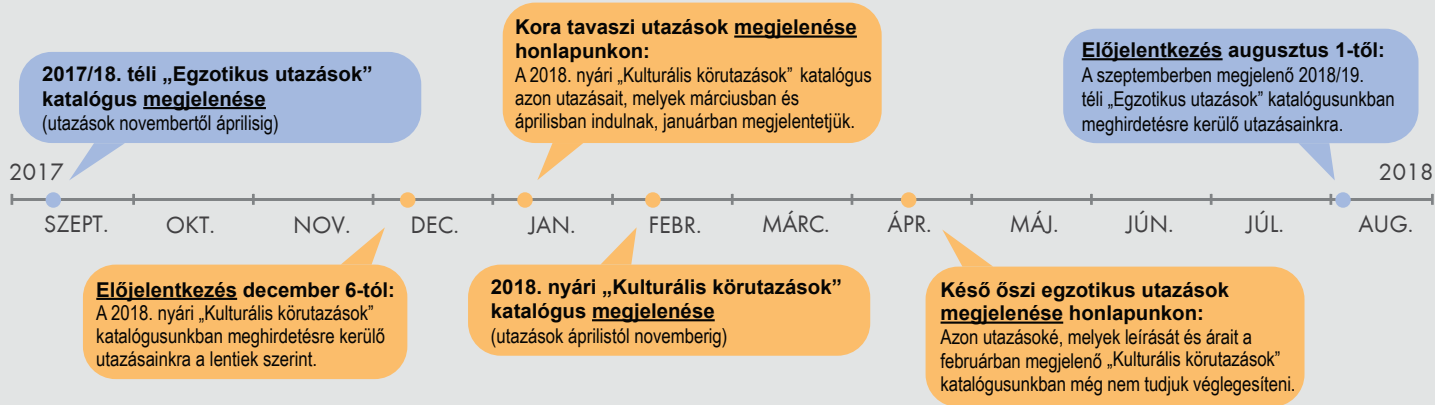 Kora tavaszi utazások megjelenése
honlapunkon:
A 2018. nyári „Kulturális körutazások” katalógus
azon utazásait, melyek márciusban és
áprilisban indulnak, januárban megjelentetjük.
2017/18. téli „Egzotikus utazások”
katalógus megjelenése
(utazások novembertől áprilisig)
Előjelentkezés augusztus 1-től:
A szeptemberben megjelenő 2018/19.
téli „Egzotikus utazások” katalógusunkban
meghirdetésre kerülő utazásainkra.
2017
2018
SZEPT. OKT. NOV. DEC. JAN. FEBR. MÁRC. ÁPR. MÁJ. JÚN. JÚL. AUG.
Előjelentkezés december 6-tól:
A 2018. nyári „Kulturális körutazások”
katalógusunkban meghirdetésre kerülő
utazásainkra a lentiek szerint.
2018. nyári „Kulturális körutazások”
katalógus megjelenése
(utazások áprilistól novemberig)
Késő őszi egzotikus utazások
megjelenése honlapunkon:
Azon utazásoké, melyek leírását és árait a
februárban megjelenő „Kulturális körutazások”
katalógusunkban még nem tudjuk véglegesíteni.